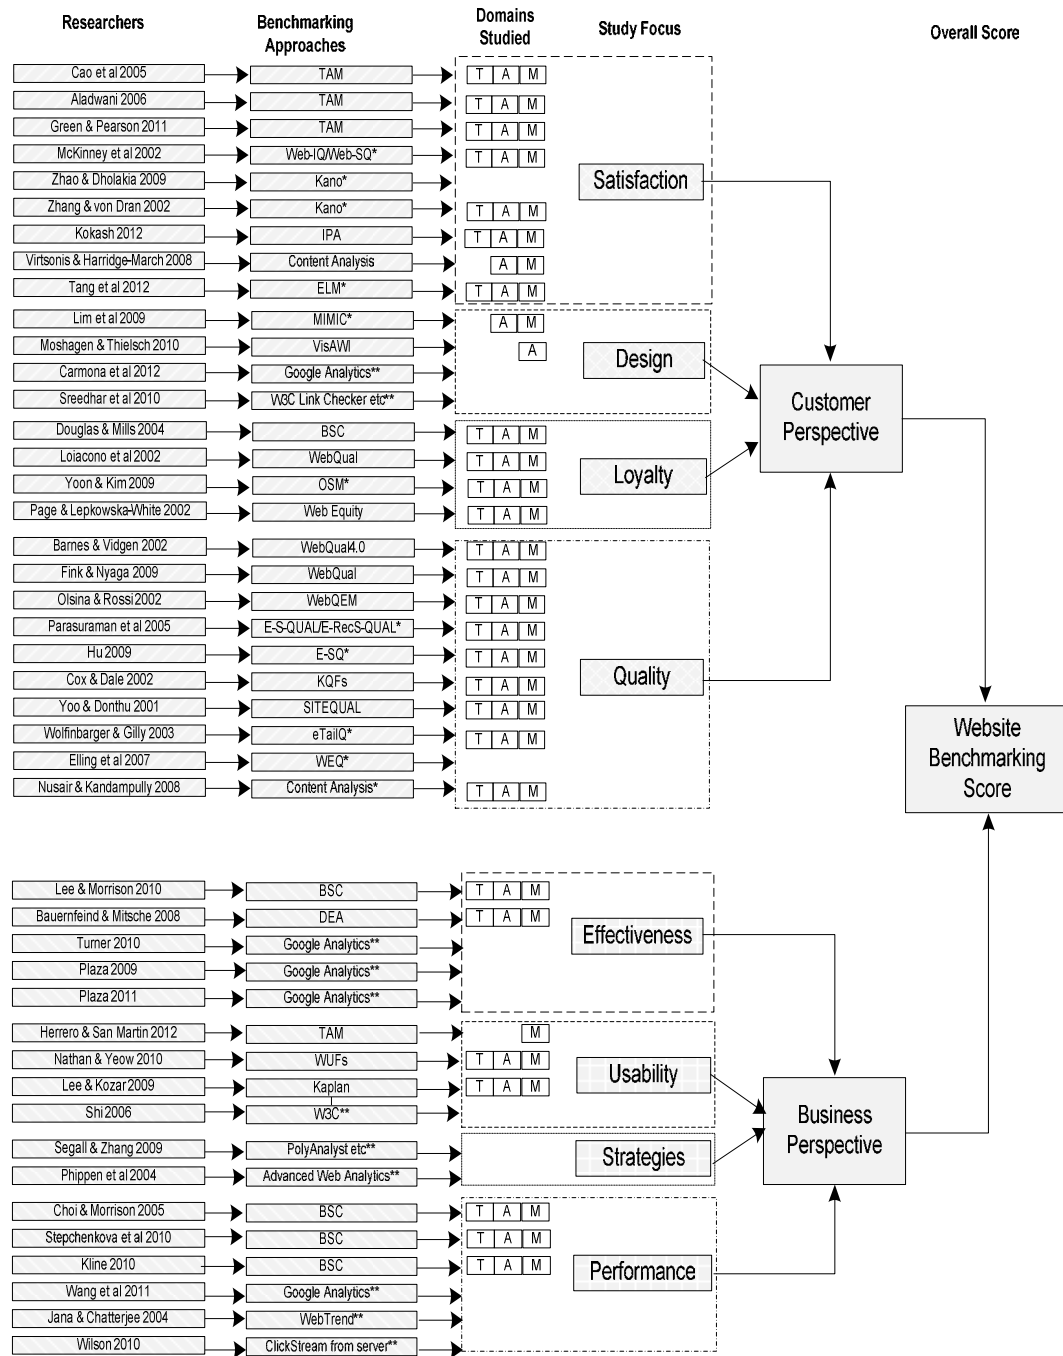 Researchers
Benchmarking
Approaches
Domains
Studied
Study Focus
Overall Score
Cao et al 2005 TAM T A M
Aladwani 2006 TAM T A M
Green & Pearson 2011 TAM T A M
McKinney et al 2002 Web-IQ/Web-SQ* T A M
Zhao & Dholakia 2009 Kano*
Zhang & von Dran 2002 Kano* T A M
Kokash 2012 IPA T A M
Virtsonis & Harridge-March 2008 Content Analysis A M
Tang et al 2012 ELM* T A M
Satisfaction
Lim et al 2009 MIMIC* A M
Moshagen & Thielsch 2010 VisAWI A
Carmona et al 2012 Google Analytics**
Sreedhar et al 2010 W3C Link Checker etc**
Design
Douglas & Mills 2004 BSC T A M
Loiacono et al 2002 WebQual T A M
Yoon & Kim 2009 OSM* T A M
Page & Lepkowska-White 2002 Web Equity T A M
Loyalty
Customer
Perspective
Barnes & Vidgen 2002 WebQual4.0 T A M
Fink & Nyaga 2009 WebQual T A M
Olsina & Rossi 2002 WebQEM T A M
Parasuraman et al 2005 E-S-QUAL/E-RecS-QUAL* T A M
Hu 2009 E-SQ* T A M
Cox & Dale 2002 KQFs T A M
Yoo & Donthu 2001 SITEQUAL T A M
Wolfinbarger & Gilly 2003 eTailQ* T A M
Elling et al 2007 WEQ*
Nusair & Kandampully 2008 Content Analysis* T A M
Quality
Website
Benchmarking
Score
Lee & Morrison 2010 BSC T A M
Bauernfeind & Mitsche 2008 DEA T A M
Turner 2010 Google Analytics**
Plaza 2009 Google Analytics**
Plaza 2011 Google Analytics**
Effectiveness
Herrero & San Martin 2012 TAM M
Nathan & Yeow 2010 WUFs T A M
Lee & Kozar 2009 Kaplan T A M
Shi 2006 W3C**
Usability
Business
Perspective
Segall & Zhang 2009 PolyAnalyst etc**
Phippen et al 2004 Advanced Web Analytics**
Strategies
Choi & Morrison 2005 BSC T A M
Stepchenkova et al 2010 BSC T A M
Kline 2010 BSC T A M
Wang et al 2011 Google Analytics**
Jana & Chatterjee 2004 WebTrend**
Wilson 2010 ClickStream from server**
Performance